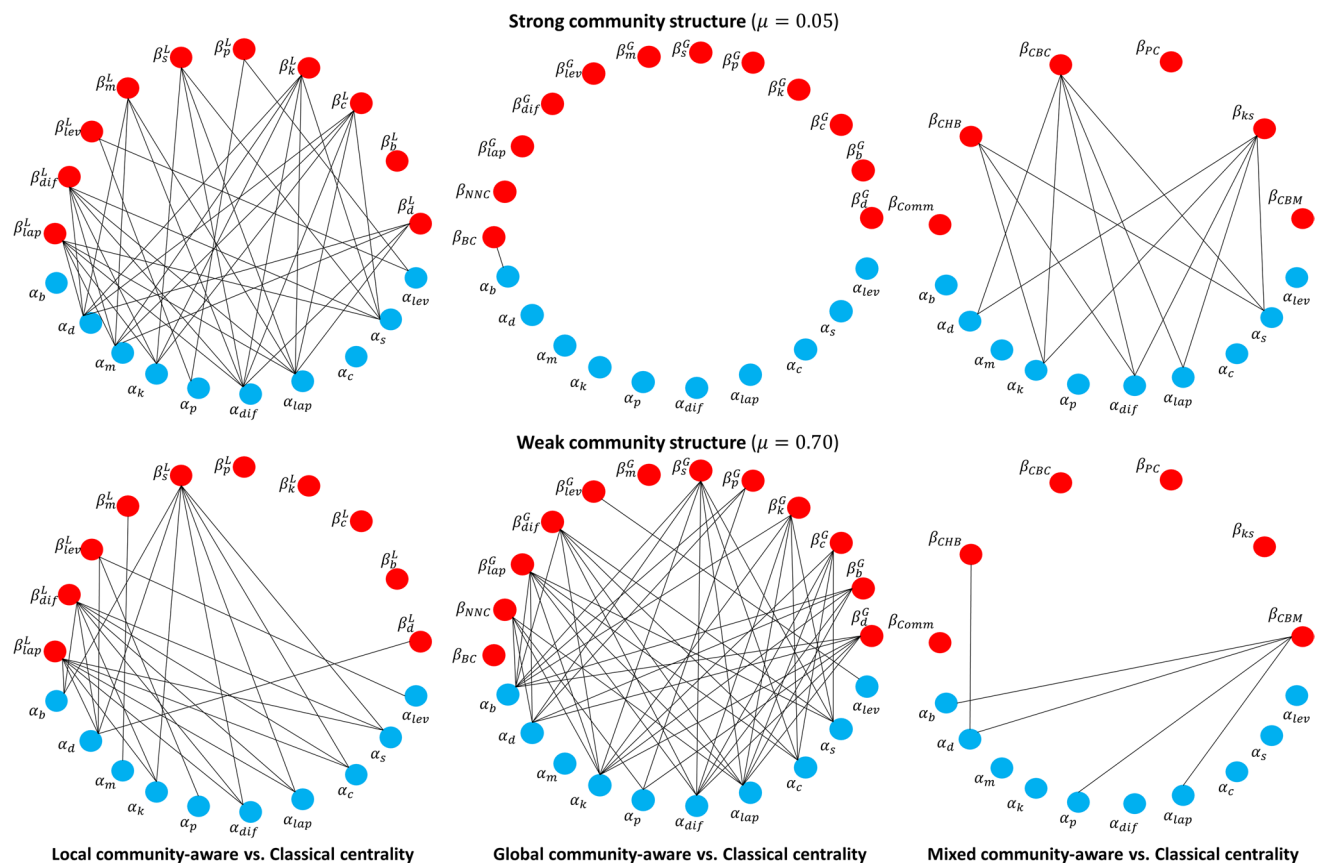 Strong community structure (μ = 0.05)
β_s^L
β_p^L
β_k^L
β_m^L
β_c^L
β_lev^L
β_b^L
β_dif^L
β_d^L
β_lap^L
α_b
α_lev
α_d
α_s
α_m
α_c
α_k
α_p
α_dif
α_lap
β_m^G
β_s^G
β_p^G
β_lev^G
β_k^G
β_dif^G
β_c^G
β_lap^G
β_b^G
β_NNC
β_d^G
β_BC
α_b
α_lev
α_d
α_s
α_m
α_c
α_k
α_p
α_dif
α_lap
β_CBC
β_PC
β_CHB
β_ks
β_Comm
β_CBM
α_b
α_lev
α_d
α_s
α_m
α_c
α_k
α_p
α_dif
α_lap
Weak community structure (μ = 0.70)
β_s^L
β_p^L
β_k^L
β_m^L
β_c^L
β_lev^L
β_b^L
β_dif^L
β_d^L
β_lap^L
α_b
α_lev
α_d
α_s
α_m
α_c
α_k
α_p
α_dif
α_lap
β_m^G
β_s^G
β_p^G
β_lev^G
β_k^G
β_dif^G
β_c^G
β_lap^G
β_b^G
β_NNC
β_d^G
β_BC
α_b
α_lev
α_d
α_s
α_m
α_c
α_k
α_p
α_dif
α_lap
β_CBC
β_PC
β_CHB
β_ks
β_Comm
β_CBM
α_b
α_lev
α_d
α_s
α_m
α_c
α_k
α_p
α_dif
α_lap
Local community-aware vs. Classical centrality
Global community-aware vs. Classical centrality
Mixed community-aware vs. Classical centrality